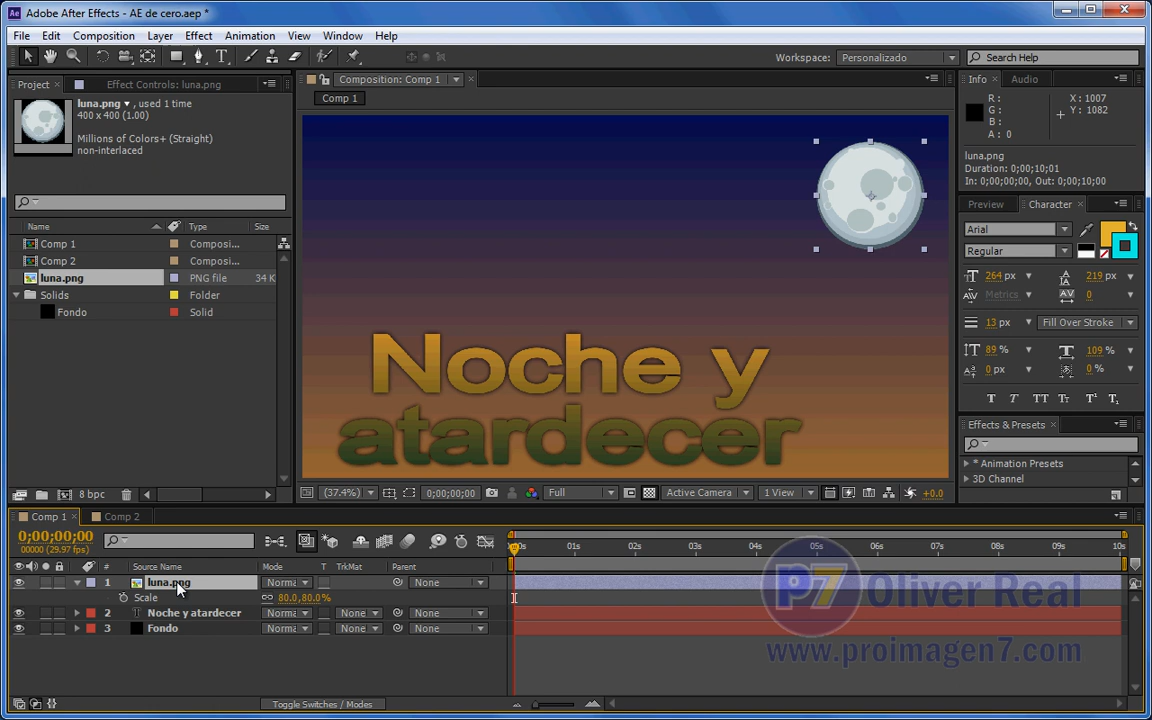 Adobe After Effects - AE de cero.aep *
File Edit Composition Layer Effect Animation View Window Help
Workspace: Personalizado Search Help
Project Effect Controls: luna.png
luna.png▼, used 1 time
400 x 400 (1.00)
Millions of Colors+ (Straight)
non-interlaced
Name Type Size
Comp 1 Composi...
Comp 2 Composi...
luna.png PNG file 34 K
Solids Folder
Fondo Solid
8 bpc
Composition: Comp 1
Comp 1
Noche y
atardecer
(37.4%) 0;00;00;00 Full Active Camera 1 View +0.0
Info Audio
R: X: 1007
G: Y: 1082
B:
A: 0
luna.png
Duration: 0;00;10;01
In: 0;00;00;00, Out: 0;00;10;00
Preview Character
Arial
Regular
264 px 219 px
Metrics 0
13 px Fill Over Stroke
89 % 109 %
0 px 0 %
T T TT Tt T¹ T₁
Effects & Presets
* Animation Presets
3D Channel
Comp 1 Comp 2
0;00;00;00
00000 (29.97 fps)
00s 01s 02s 03s 04s 05s 06s 07s 08s 09s 10s
# Source Name Mode T TrkMat Parent
1 luna.png Norma None
Scale 80.0,80.0%
2 Noche y atardecer Norma None None
3 Fondo Norma None None
Toggle Switches / Modes
P7 Oliver Real
www.proimagen7.com